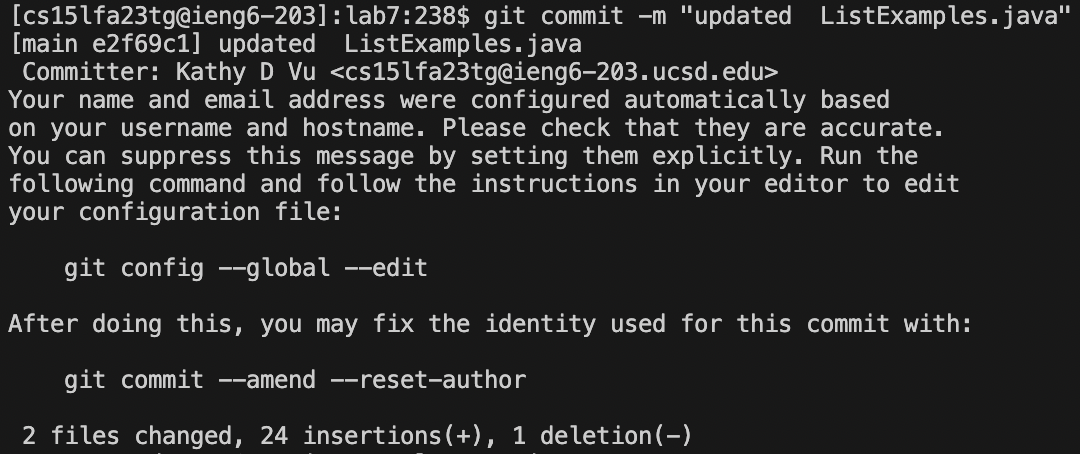 [cs15lfa23tg@ieng6-203]:lab7:238$ git commit -m "updated  ListExamples.java"
[main e2f69c1] updated  ListExamples.java
 Committer: Kathy D Vu <cs15lfa23tg@ieng6-203.ucsd.edu>
Your name and email address were configured automatically based
on your username and hostname. Please check that they are accurate.
You can suppress this message by setting them explicitly. Run the
following command and follow the instructions in your editor to edit
your configuration file:

    git config --global --edit

After doing this, you may fix the identity used for this commit with:

    git commit --amend --reset-author

 2 files changed, 24 insertions(+), 1 deletion(-)